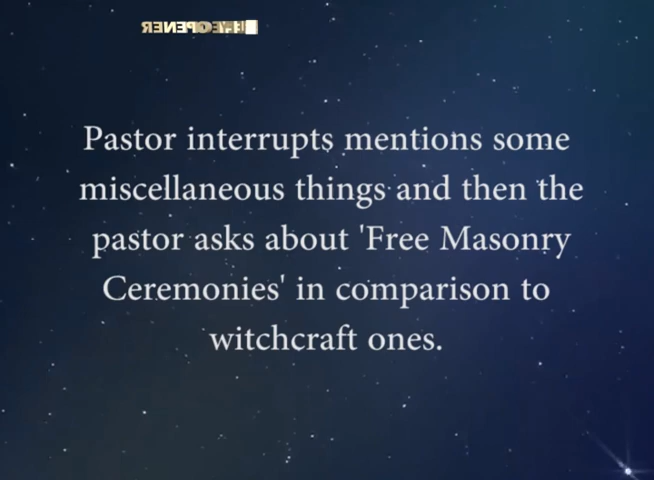 Pastor interrupts mentions some
miscellaneous things and then the
pastor asks about 'Free Masonry
Ceremonies' in comparison to
witchcraft ones.